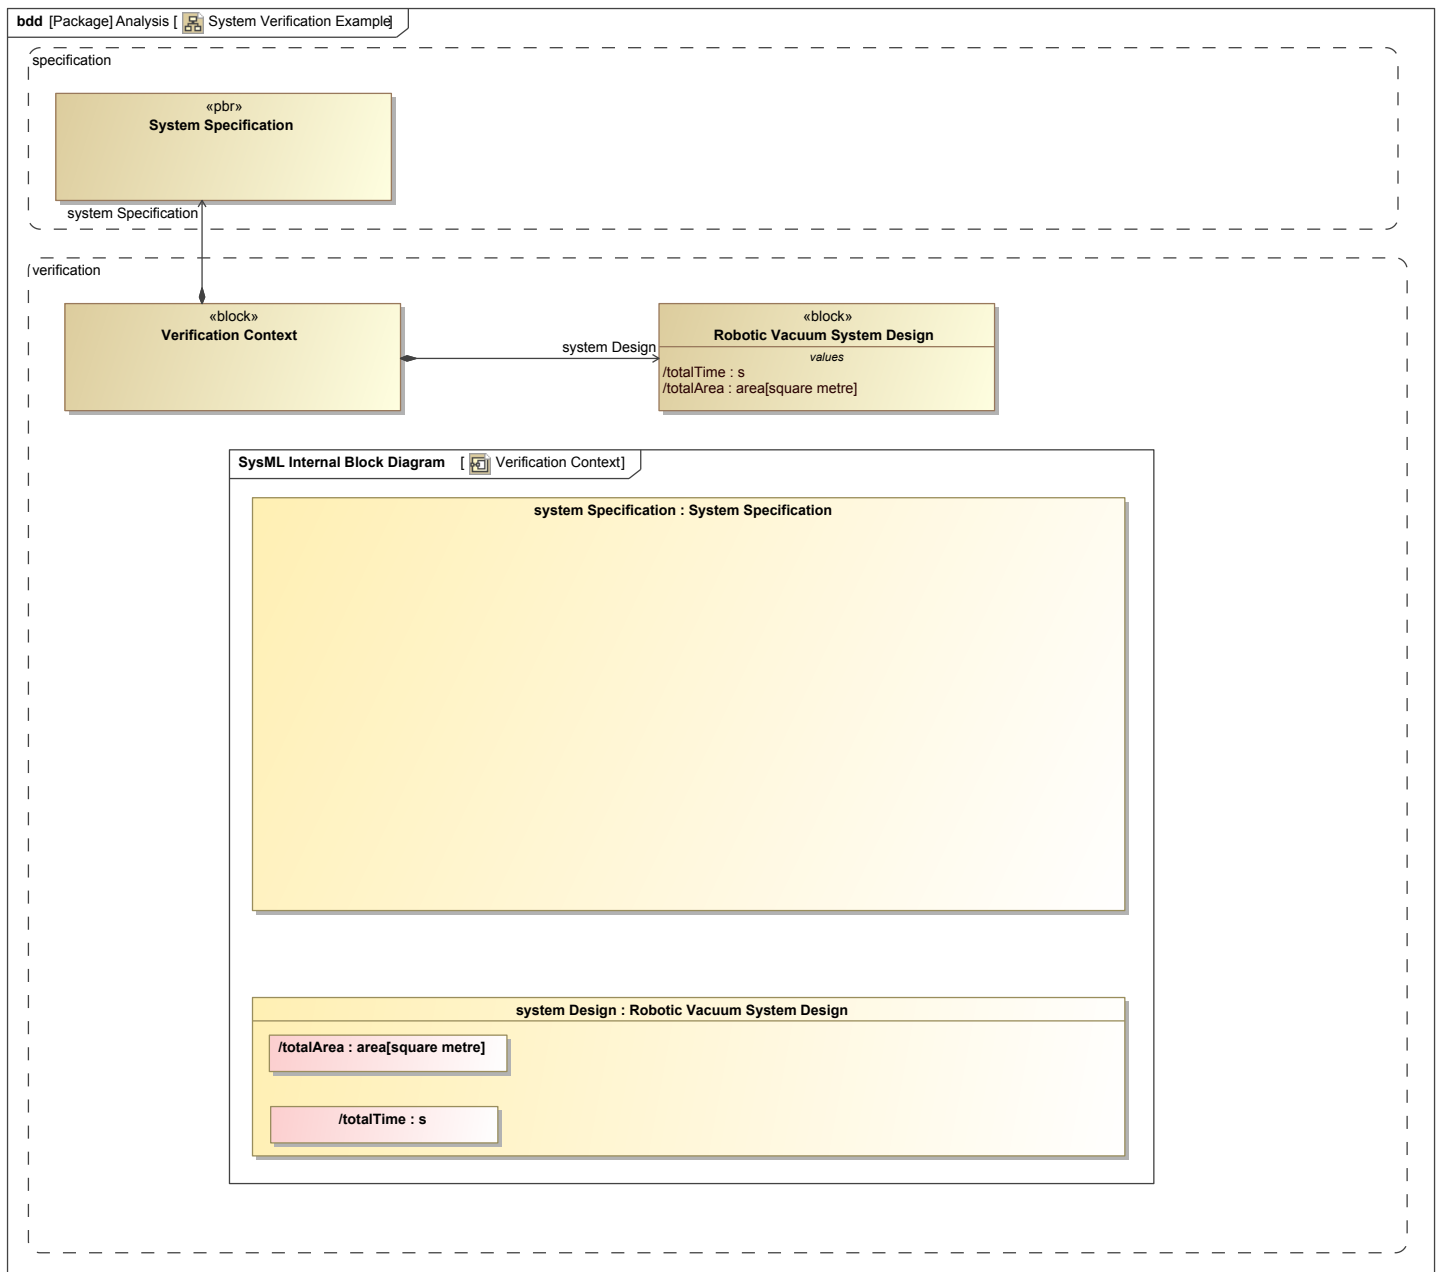 bdd [Package] Analysis [ System Verification Example]
specification
«pbr»
System Specification
system Specification
verification
«block»
Verification Context
system Design
«block»
Robotic Vacuum System Design
values
/totalTime : s
/totalArea : area[square metre]
SysML Internal Block Diagram [ Verification Context]
system Specification : System Specification
system Design : Robotic Vacuum System Design
/totalArea : area[square metre]
/totalTime : s